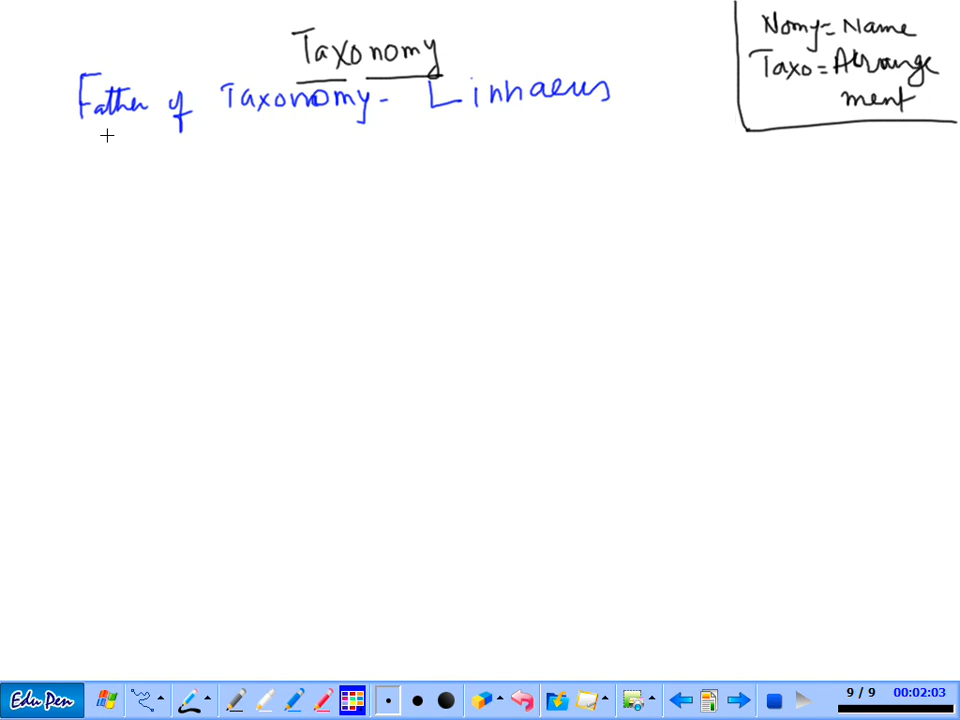 Taxonomy
Father of Taxonomy - Linnaeus
Nomy = Name
Taxo = Arrange
ment
Edu Pen
9 / 9
00:02:03